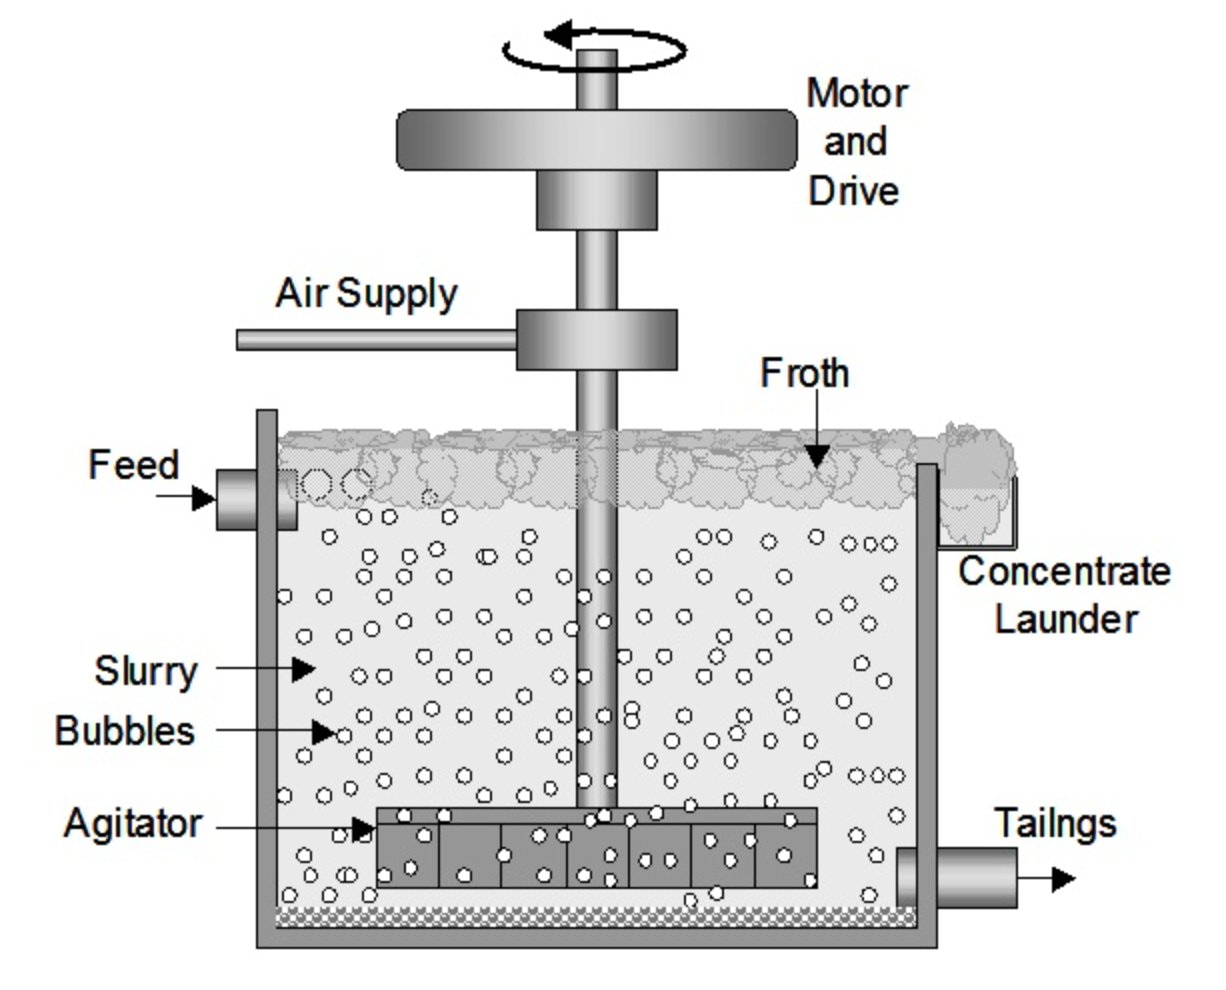 Motor
and
Drive
Air Supply
Froth
Feed
Concentrate
Launder
Slurry
Bubbles
Agitator
Tailngs